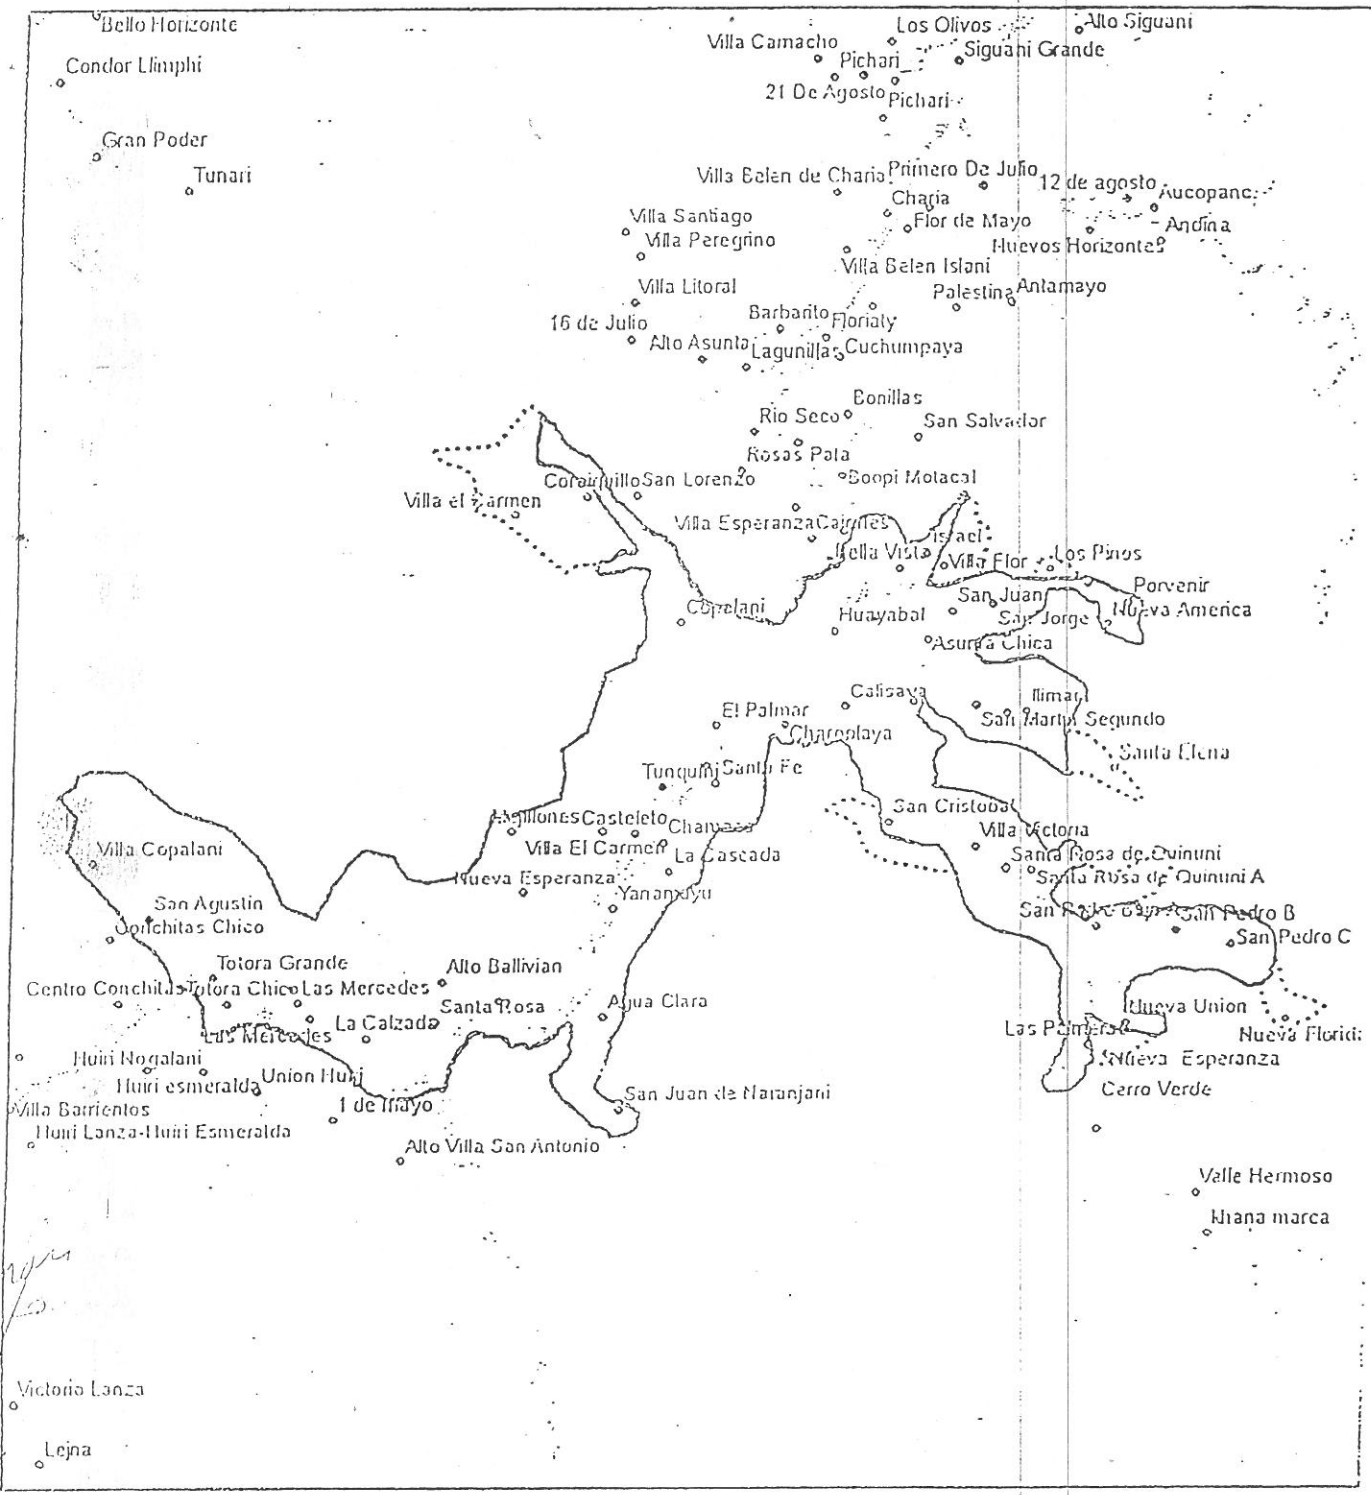 Bello Horizonte
Los Olivos
Alto Siguani
Villa Camacho
Siguani Grande
Condor Llimphi
Pichari
21 De Agosto
Pichari
Gran Poder
Tunari
Villa Belen de Charia
Primero De Julio
12 de agosto
Aucopanc
Charia
Villa Santiago
Flor de Mayo
Andina
Villa Peregrino
Nuevos Horizontes
Villa Belen Islani
Villa Litoral
Palestina
Antamayo
16 de Julio
Barbarito
Florialy
Alto Asunta
Lagunillas
Cuchumpaya
Bonillas
Rio Seco
San Salvador
Rosas Pata
San Lorenzo
Boopi Motacal
Villa el Carmen
Villa Esperanza
Israel
Bella Vista
Villa Flor
Los Pinos
Porvenir
San Juan
Copalani
Huayabal
San Jorge
Nueva America
Asunta Chica
Calisaya
Illimani
El Palmar
San Martin
Segundo
Charoplaya
Santa Elena
Tunquini
Santa Fe
San Cristobal
Casteleto
Chamaca
Villa Victoria
Villa El Carmen
La Cascada
Villa Copalani
Santa Rosa de Quinuni
Nueva Esperanza
Santa Rosa de Quinuni A
San Agustin
San Pedro B
Conchitas Chico
San Pedro C
Totora Grande
Alto Ballivian
Centro Conchitas
Totora Chico
Las Mercedes
Santa Rosa
Agua Clara
Nueva Union
La Calzada
Las Palmeras
Las Mercedes
Nueva Florida
Huiri Nogalani
Nueva Esperanza
Huiri esmeralda
Union Huiri
Cerro Verde
San Juan de Naranjani
Villa Barrientos
1 de mayo
Huiri Lanza-Huiri Esmeralda
Alto Villa San Antonio
Valle Hermoso
Khana marca
Victorio Lanza
Lejna